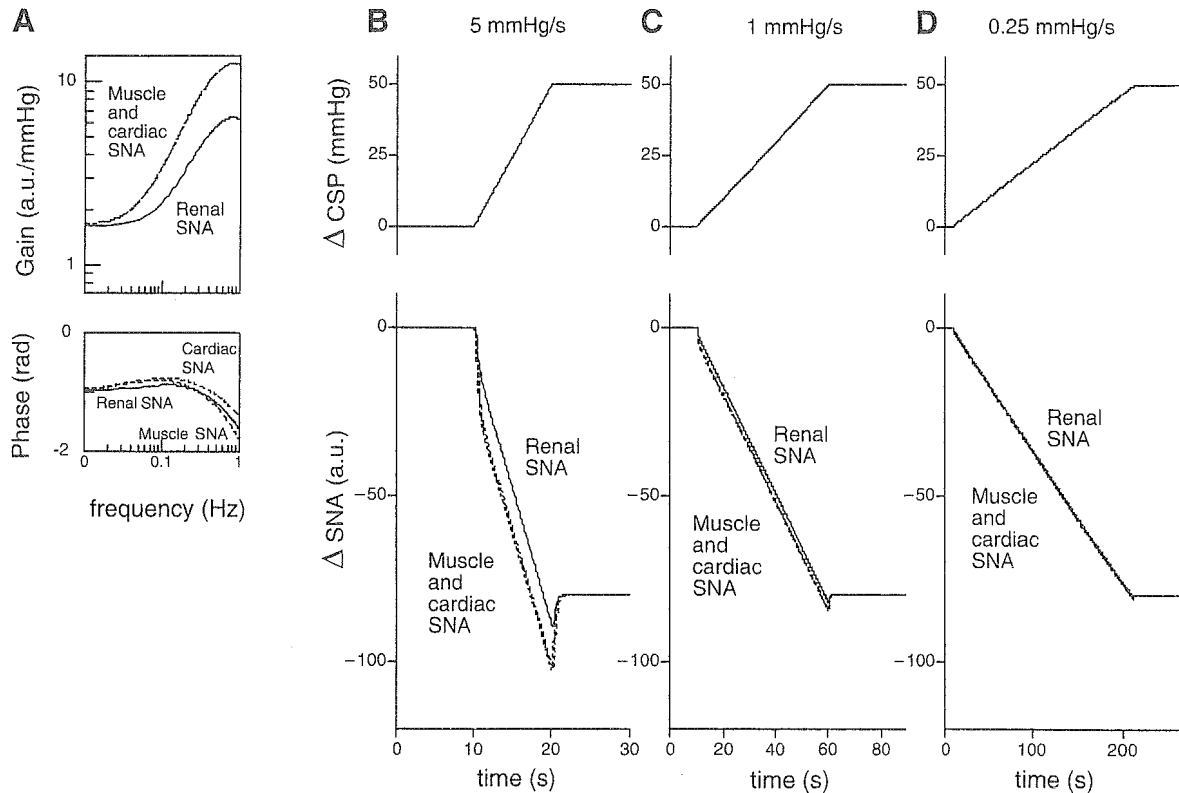 A
B
5 mmHg/s
C
1 mmHg/s
D
0.25 mmHg/s
Gain (a.u./mmHg)
10
1
Muscle
and
cardiac
SNA
Renal
SNA
Phase (rad)
0
-2
Cardiac
SNA
Renal SNA
Muscle SNA
0
0.1
1
frequency (Hz)
Δ CSP (mmHg)
50
25
0
50
25
0
50
25
0
Δ SNA (a.u.)
0
−50
−100
Renal
SNA
Muscle
and
cardiac
SNA
0
10
20
30
time (s)
0
−50
−100
Renal
SNA
Muscle
and
cardiac
SNA
0
20
40
60
80
time (s)
0
−50
−100
Renal
SNA
Muscle
and
cardiac
SNA
0
100
200
time (s)